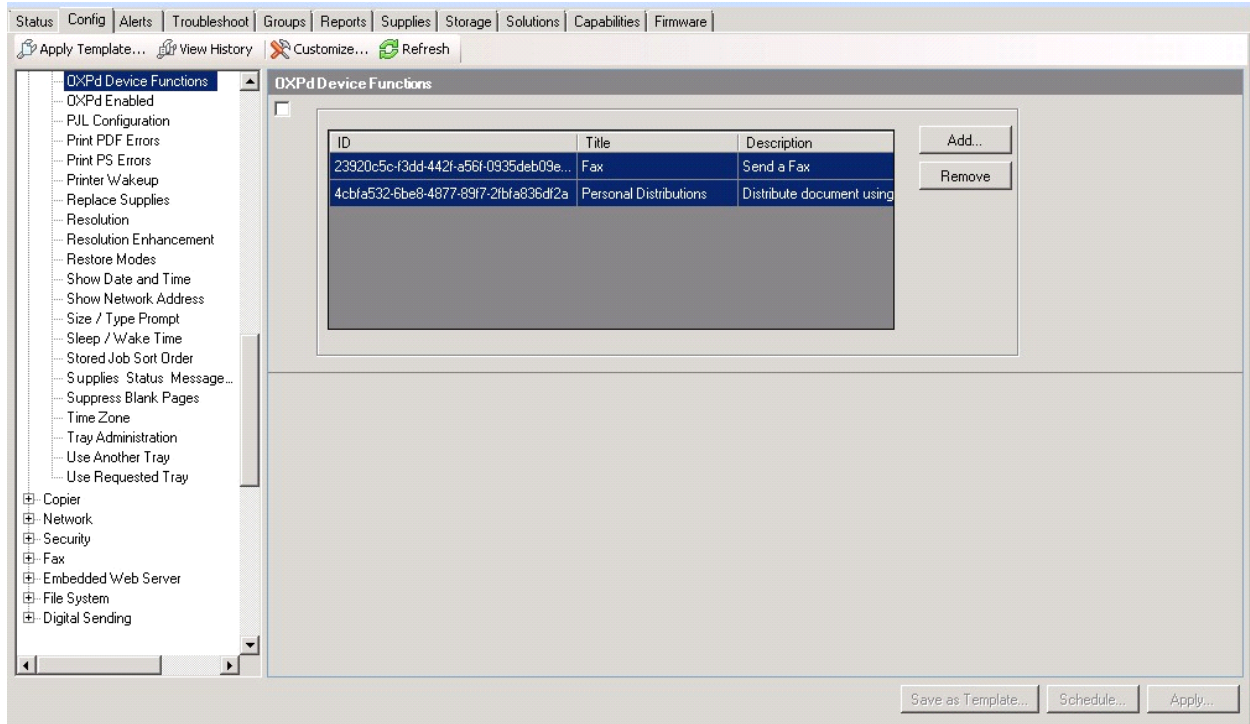 Status Config Alerts Troubleshoot Groups Reports Supplies Storage Solutions Capabilities Firmware
Apply Template... View History Customize... Refresh
OXPd Device Functions
OXPd Enabled
PJL Configuration
Print PDF Errors
Print PS Errors
Printer Wakeup
Replace Supplies
Resolution
Resolution Enhancement
Restore Modes
Show Date and Time
Show Network Address
Size / Type Prompt
Sleep / Wake Time
Stored Job Sort Order
Supplies Status Message...
Suppress Blank Pages
Time Zone
Tray Administration
Use Another Tray
Use Requested Tray
Copier
Network
Security
Fax
Embedded Web Server
File System
Digital Sending
OXPd Device Functions
ID Title Description
23920c5c-f3dd-442f-a56f-0935deb09e... Fax Send a Fax
4cbfa532-6be8-4877-89f7-2fbfa836df2a Personal Distributions Distribute document using
Add...
Remove
Save as Template... Schedule... Apply...